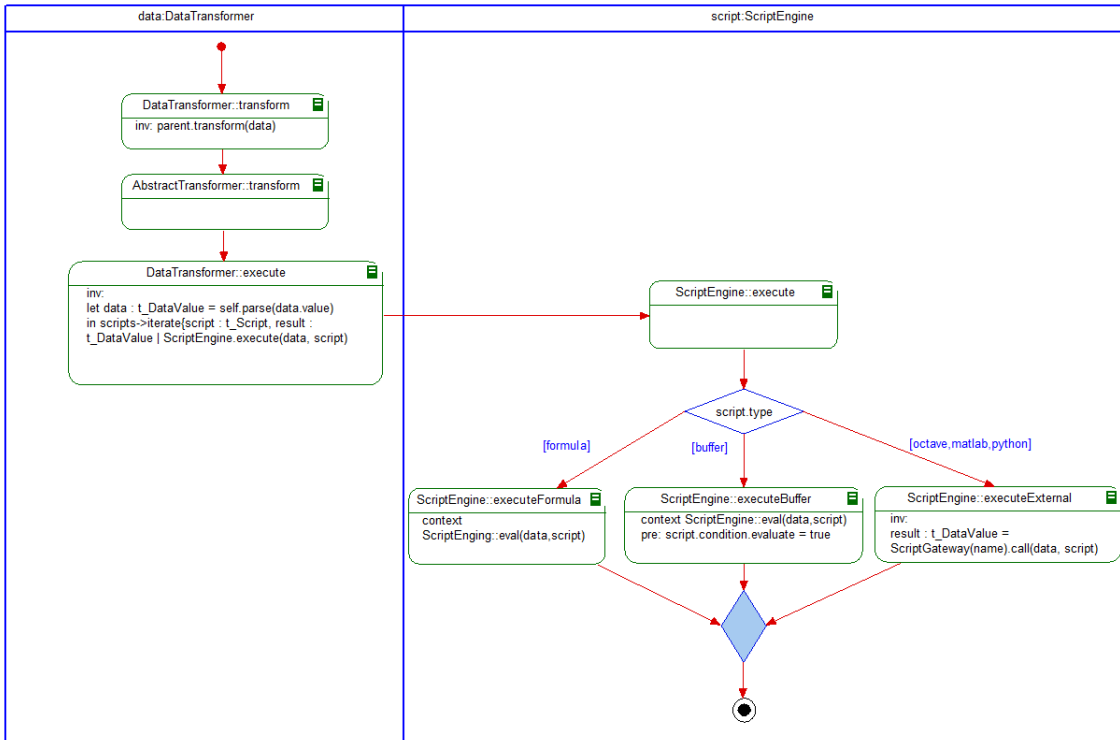 data:DataTransformer
script:ScriptEngine
DataTransformer::transform
inv: parent.transform(data)
AbstractTransformer::transform
DataTransformer::execute
inv:
let data : t_DataValue = self.parse(data.value)
in scripts->iterate{script : t_Script, result :
t_DataValue | ScriptEngine.execute(data, script)
ScriptEngine::execute
script.type
[formula]
[buffer]
[octave,matlab,python]
ScriptEngine::executeFormula
context
ScriptEnging::eval(data,script)
ScriptEngine::executeBuffer
context ScriptEngine::eval(data,script)
pre: script.condition.evaluate = true
ScriptEngine::executeExternal
inv:
result : t_DataValue =
ScriptGateway(name).call(data, script)